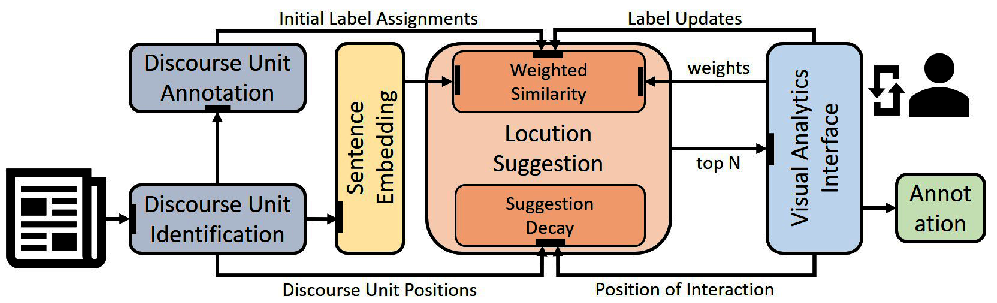 Initial Label Assignments
Label Updates
Discourse Unit
Annotation
Sentence
Embedding
Weighted
Similarity
weights
Visual Analytics
Interface
Locution
Suggestion
top N
Discourse Unit
Identification
Suggestion
Decay
Annot
ation
Discourse Unit Positions
Position of Interaction